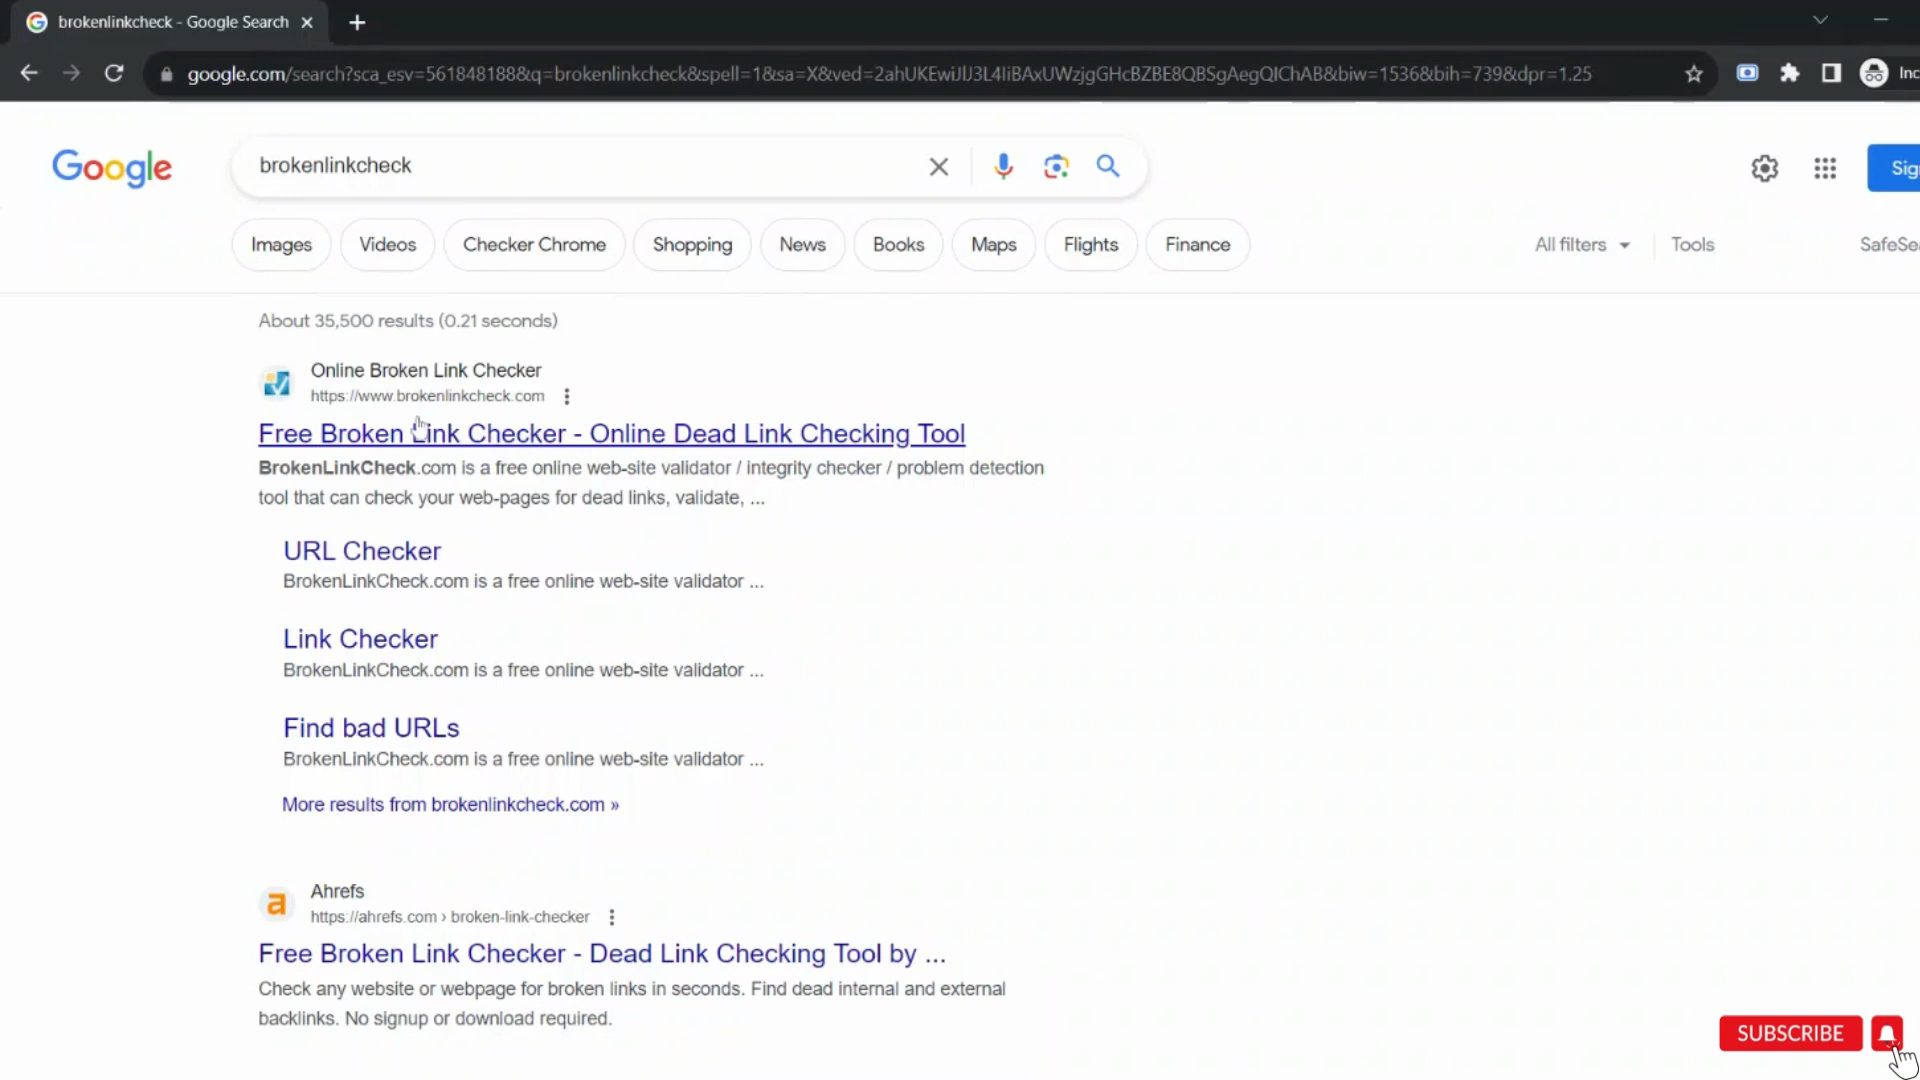 brokenlinkcheck - Google Search
google.com/search?sca_esv=561848188&q=brokenlinkcheck&spell=1&sa=X&ved=2ahUKEwiJlJ3L4IiBAxUWzjgGHcBZBE8QBSgAegQIChAB&biw=1536&bih=739&dpr=1.25
Google
brokenlinkcheck
Images Videos Checker Chrome Shopping News Books Maps Flights Finance All filters Tools
About 35,500 results (0.21 seconds)
Online Broken Link Checker
https://www.brokenlinkcheck.com
Free Broken Link Checker - Online Dead Link Checking Tool
BrokenLinkCheck.com is a free online web-site validator / integrity checker / problem detection
tool that can check your web-pages for dead links, validate, ...
URL Checker
BrokenLinkCheck.com is a free online web-site validator ...
Link Checker
BrokenLinkCheck.com is a free online web-site validator ...
Find bad URLs
BrokenLinkCheck.com is a free online web-site validator ...
More results from brokenlinkcheck.com »
a
Ahrefs
https://ahrefs.com › broken-link-checker
Free Broken Link Checker - Dead Link Checking Tool by ...
Check any website or webpage for broken links in seconds. Find dead internal and external
backlinks. No signup or download required.
SUBSCRIBE